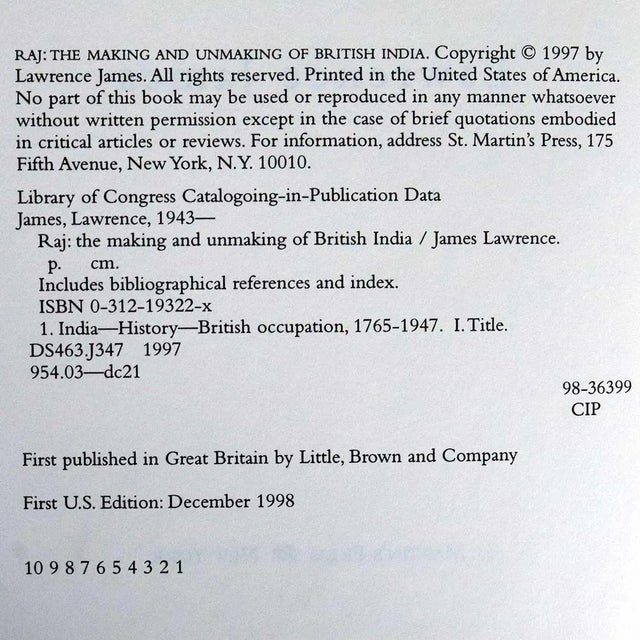 RAJ: THE MAKING AND UNMAKING OF BRITISH INDIA. Copyright © 1997 by
Lawrence James. All rights reserved. Printed in the United States of America.
No part of this book may be used or reproduced in any manner whatsoever
without written permission except in the case of brief quotations embodied
in critical articles or reviews. For information, address St. Martin's Press, 175
Fifth Avenue, New York, N.Y. 10010.
Library of Congress Catalogoing-in-Publication Data
James, Lawrence, 1943—
Raj: the making and unmaking of British India / James Lawrence.
p. cm.
Includes bibliographical references and index.
ISBN 0-312-19322-x
1. India—History—British occupation, 1765-1947. I. Title.
DS463.J347 1997
954.03—dc21
98-36399
CIP
First published in Great Britain by Little, Brown and Company
First U.S. Edition: December 1998
10 9 8 7 6 5 4 3 2 1